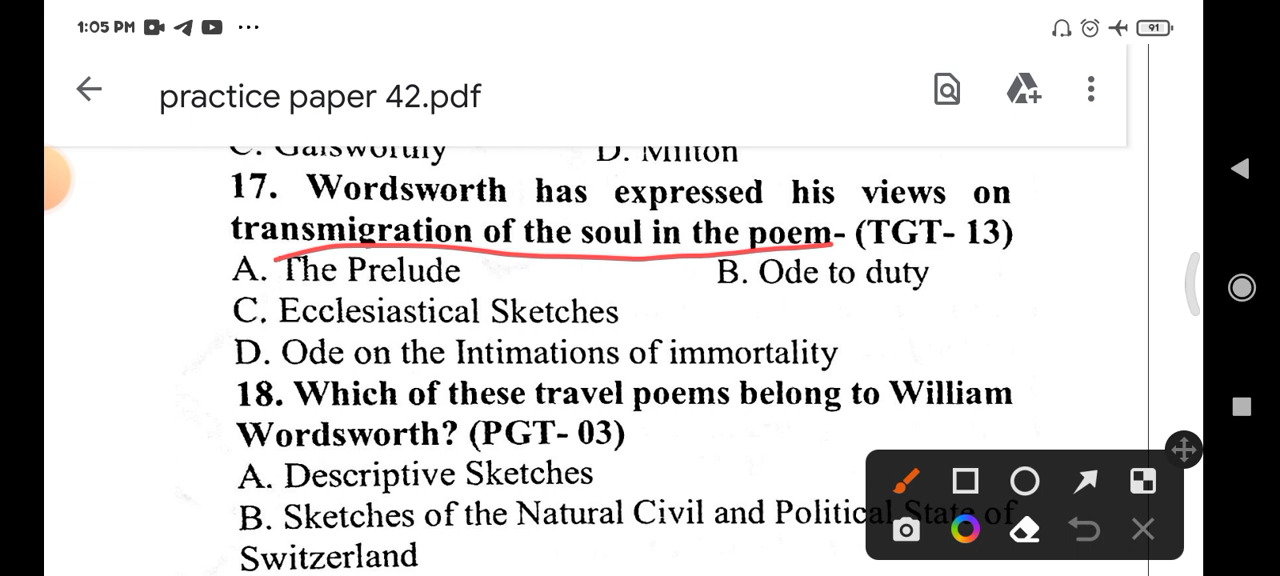 1:05 PM
91
practice paper 42.pdf
C. Galsworthy D. Milton
17. Wordsworth has expressed his views on
transmigration of the soul in the poem- (TGT- 13)
A. The Prelude B. Ode to duty
C. Ecclesiastical Sketches
D. Ode on the Intimations of immortality
18. Which of these travel poems belong to William
Wordsworth? (PGT- 03)
A. Descriptive Sketches
B. Sketches of the Natural Civil and Political State of
Switzerland